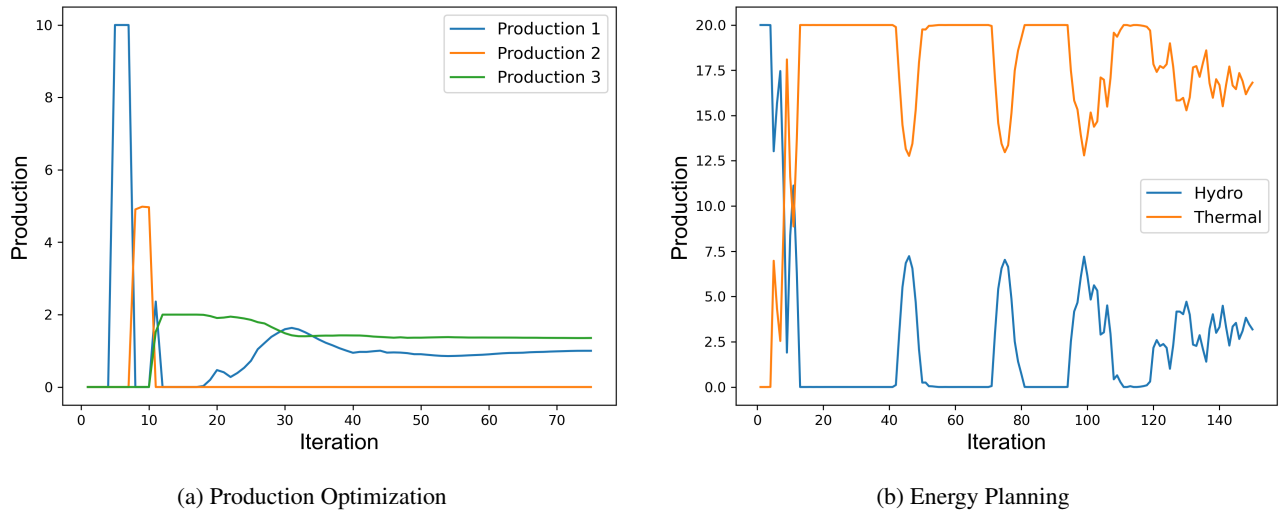 10
8
6
4
2
0
Production
Production 1
Production 2
Production 3
0 10 20 30 40 50 60 70
Iteration
(a) Production Optimization
20.0
17.5
15.0
12.5
10.0
7.5
5.0
2.5
0.0
Production
Hydro
Thermal
0 20 40 60 80 100 120 140
Iteration
(b) Energy Planning